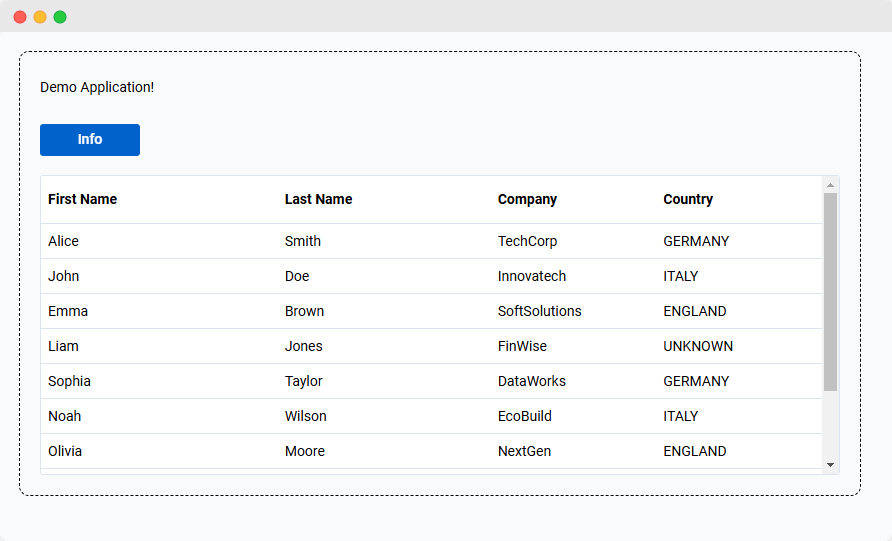 Demo Application!
Info
First Name Last Name Company Country
Alice Smith TechCorp GERMANY
John Doe Innovatech ITALY
Emma Brown SoftSolutions ENGLAND
Liam Jones FinWise UNKNOWN
Sophia Taylor DataWorks GERMANY
Noah Wilson EcoBuild ITALY
Olivia Moore NextGen ENGLAND